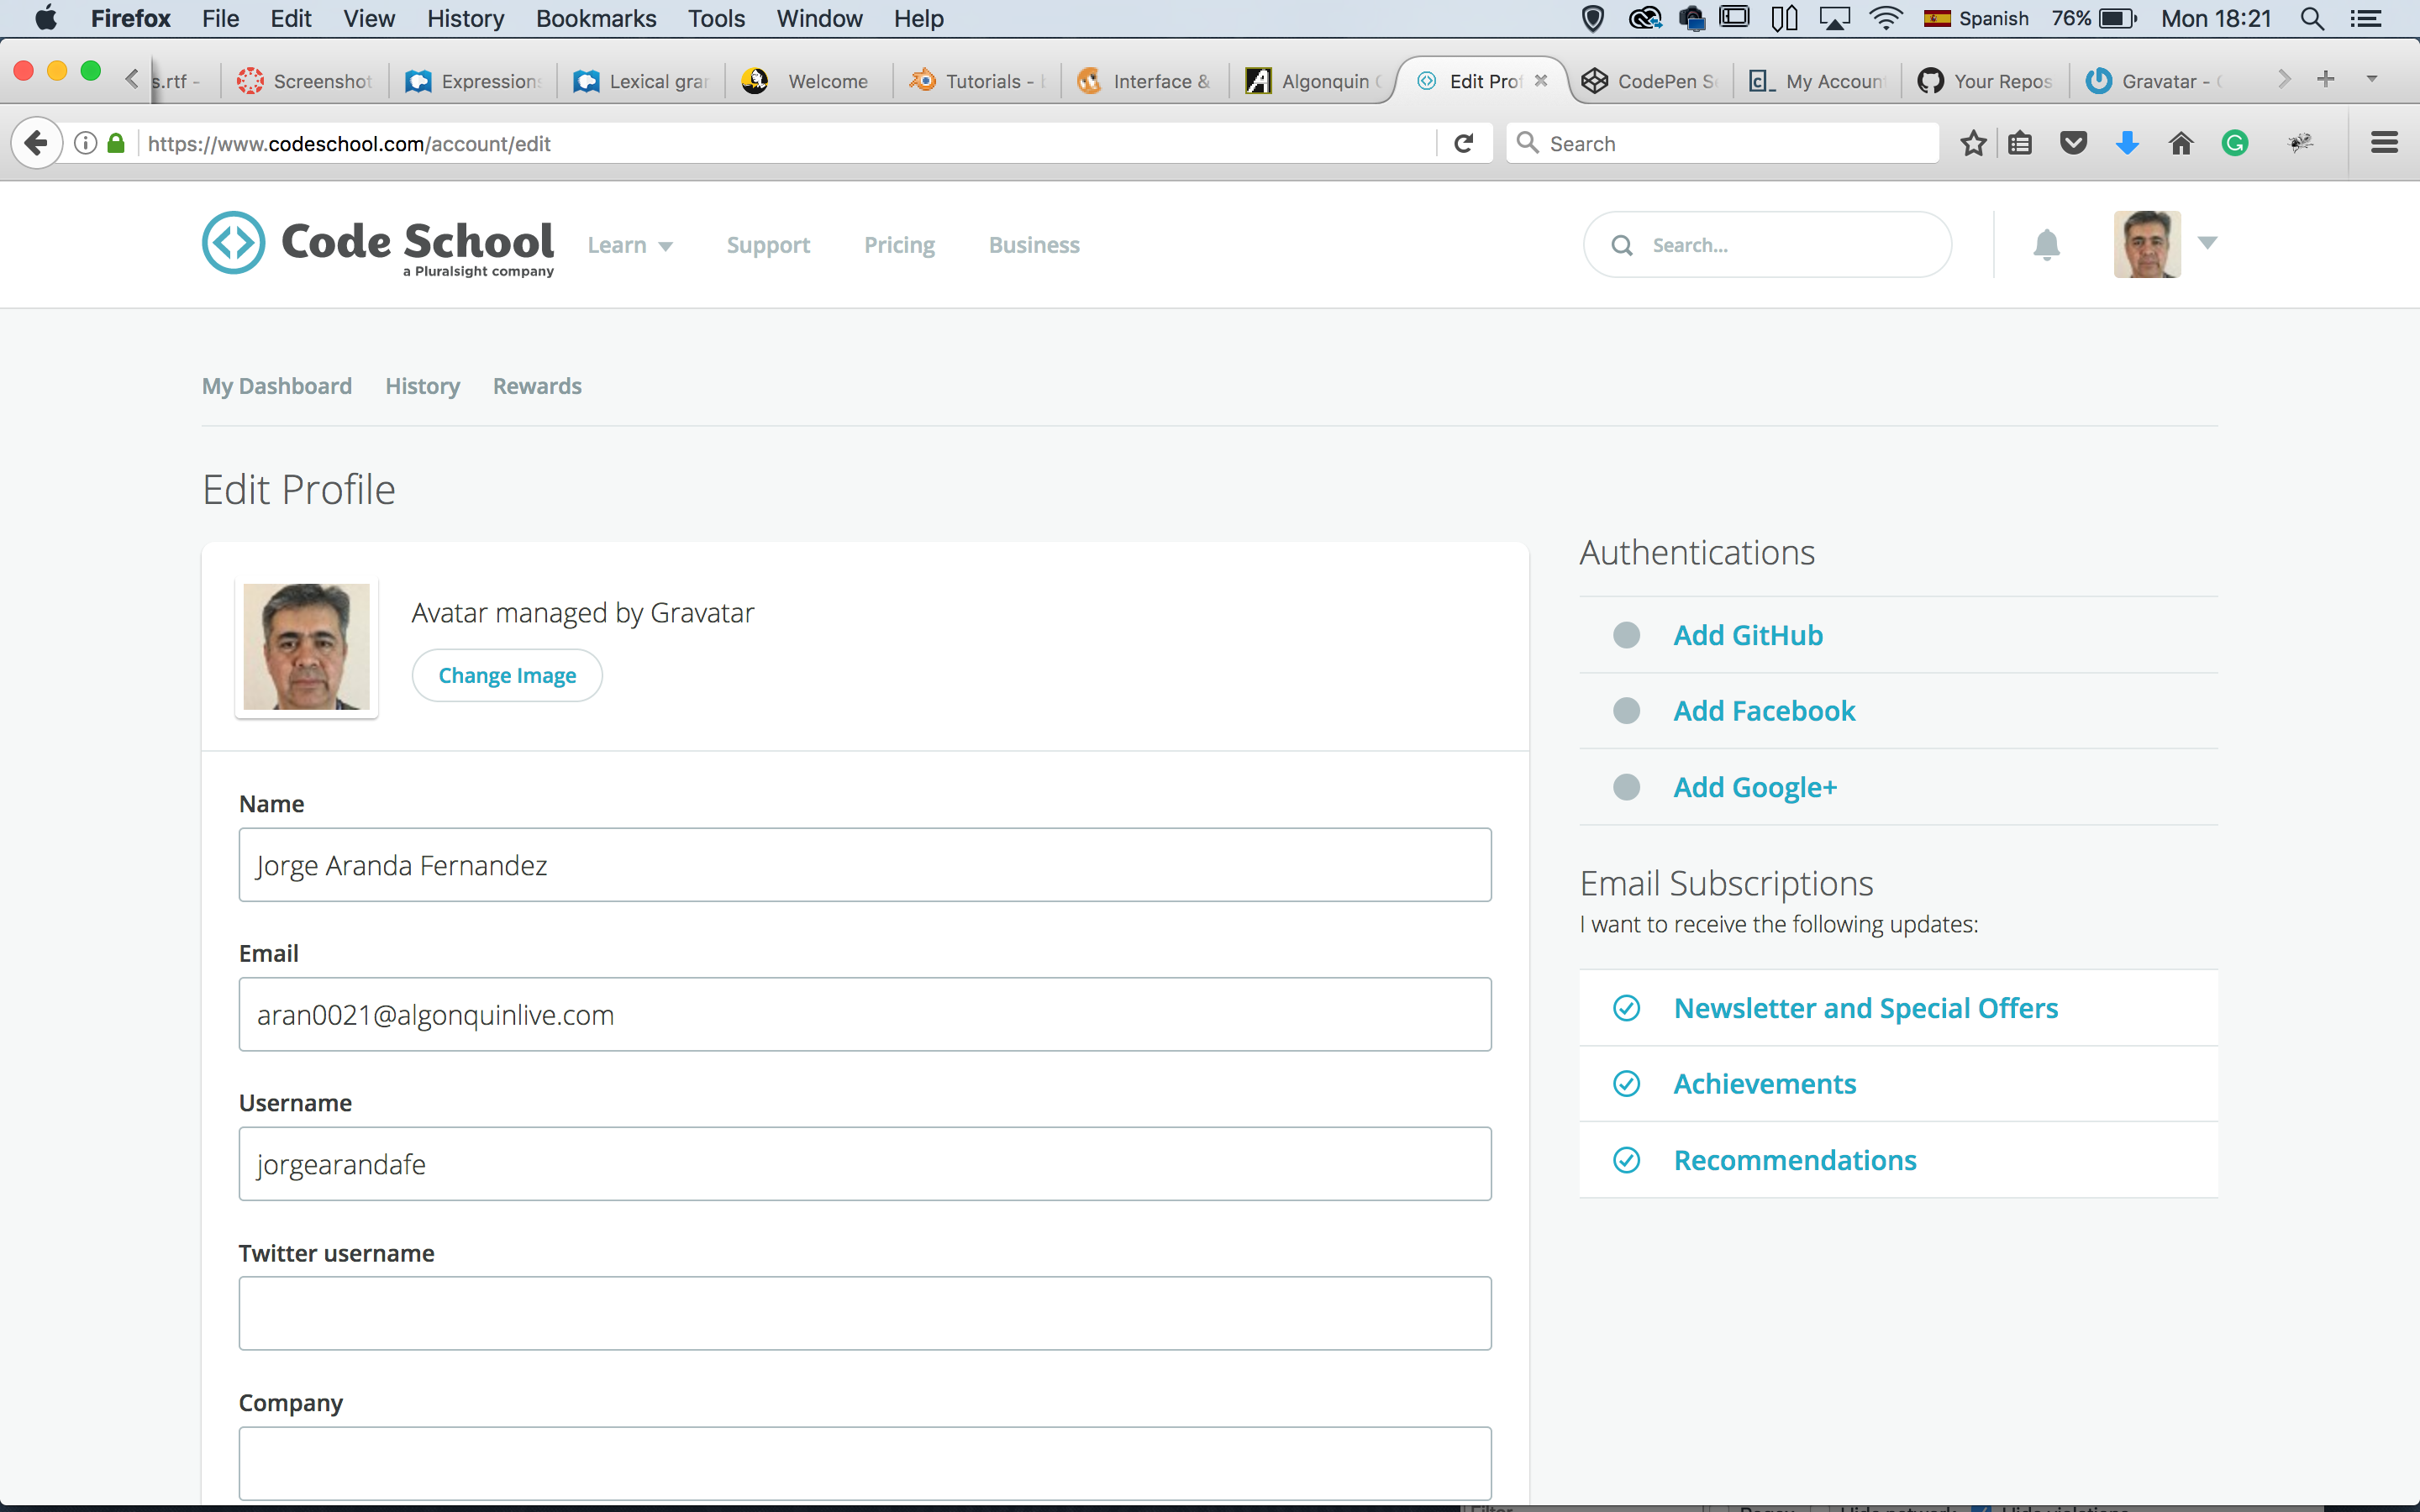 Firefox File Edit View History Bookmarks Tools Window Help Spanish 76% Mon 18:21
s.rtf - Screenshot Expressions Lexical gra Welcome Tutorials - Interface & Algonquin Edit Prof CodePen S My Account Your Repos Gravatar -
https://www.codeschool.com/account/edit Search
Code School
a Pluralsight company
Learn Support Pricing Business Search...
My Dashboard History Rewards
Edit Profile
Avatar managed by Gravatar
Change Image
Name
Jorge Aranda Fernandez
Email
aran0021@algonquinlive.com
Username
jorgearandafe
Twitter username
Company
Authentications
Add GitHub
Add Facebook
Add Google+
Email Subscriptions
I want to receive the following updates:
Newsletter and Special Offers
Achievements
Recommendations